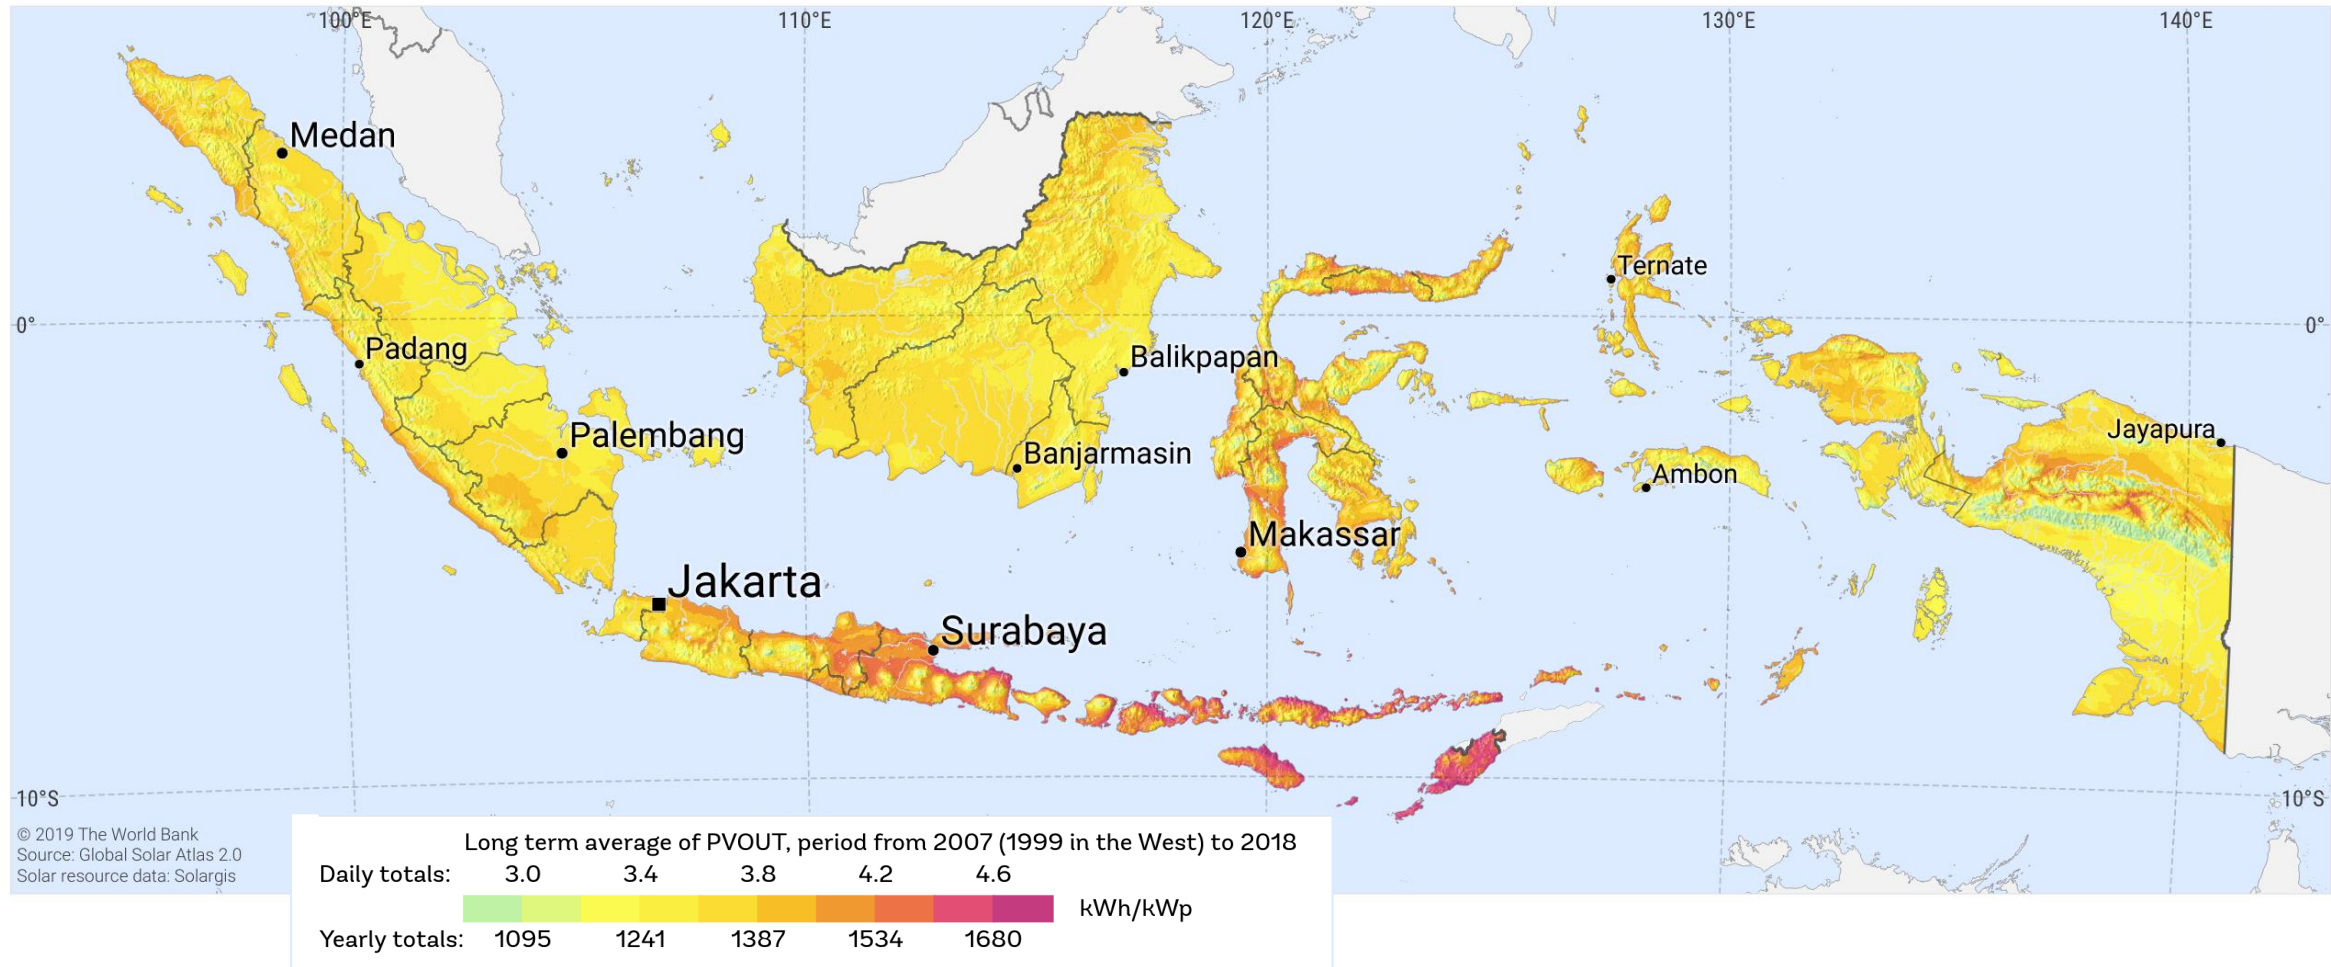 100°E 110°E 120°E 130°E 140°E
Medan
Ternate
0° 0°
Padang
Balikpapan
Palembang
Jayapura
Banjarmasin
Ambon
Makassar
Jakarta
Surabaya
10°S 10°S
© 2019 The World Bank
Source: Global Solar Atlas 2.0
Solar resource data: Solargis
Long term average of PVOUT, period from 2007 (1999 in the West) to 2018
Daily totals: 3.0 3.4 3.8 4.2 4.6
kWh/kWp
Yearly totals: 1095 1241 1387 1534 1680